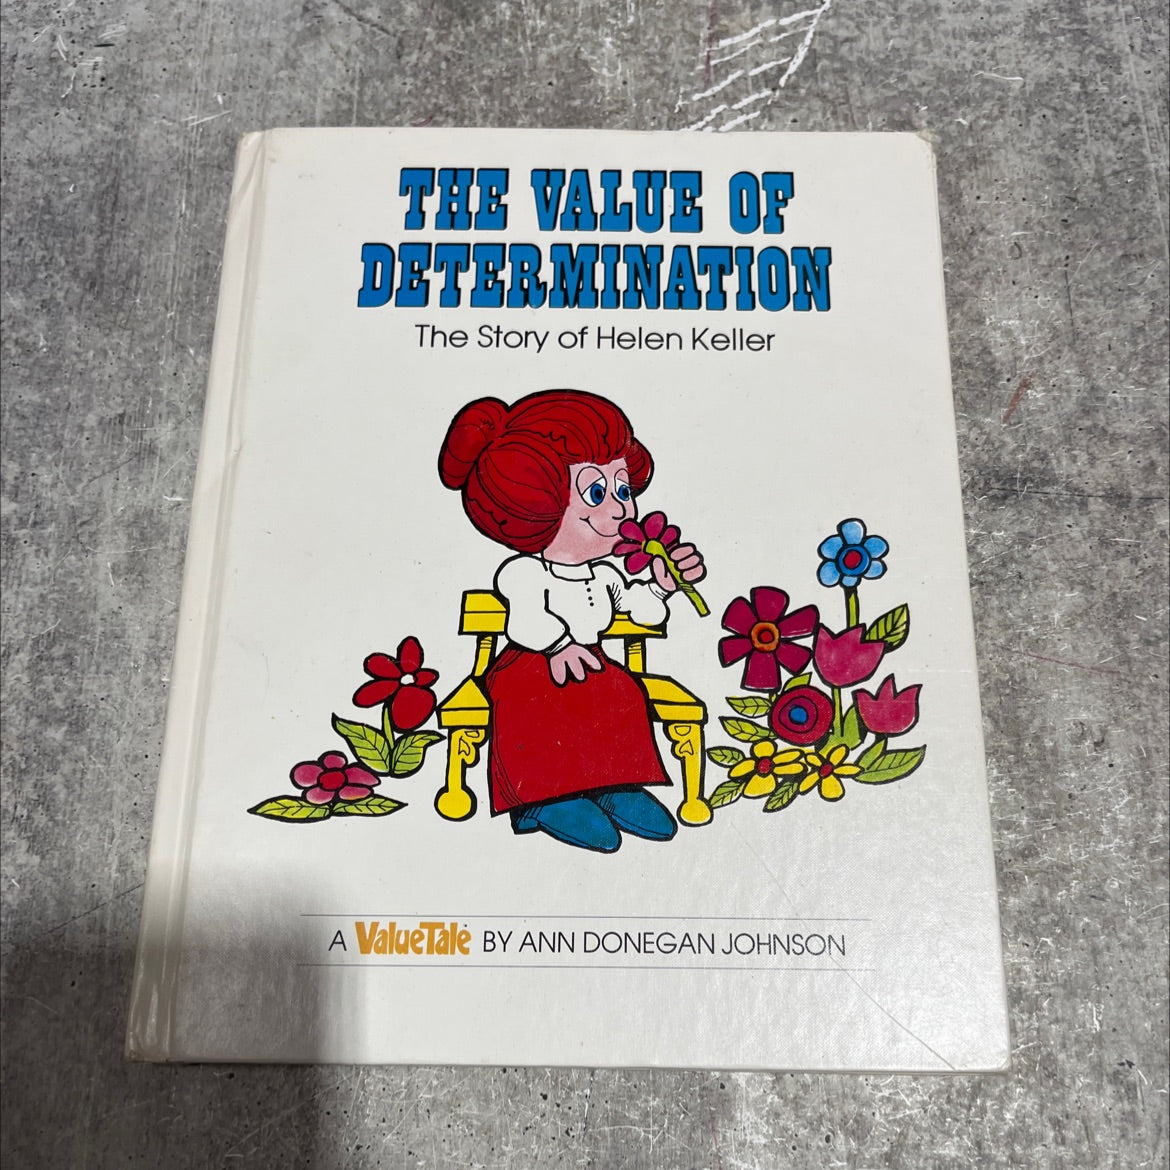 THE VALUE OF
DETERMINATION
The Story of Helen Keller
A ValueTale BY ANN DONEGAN JOHNSON